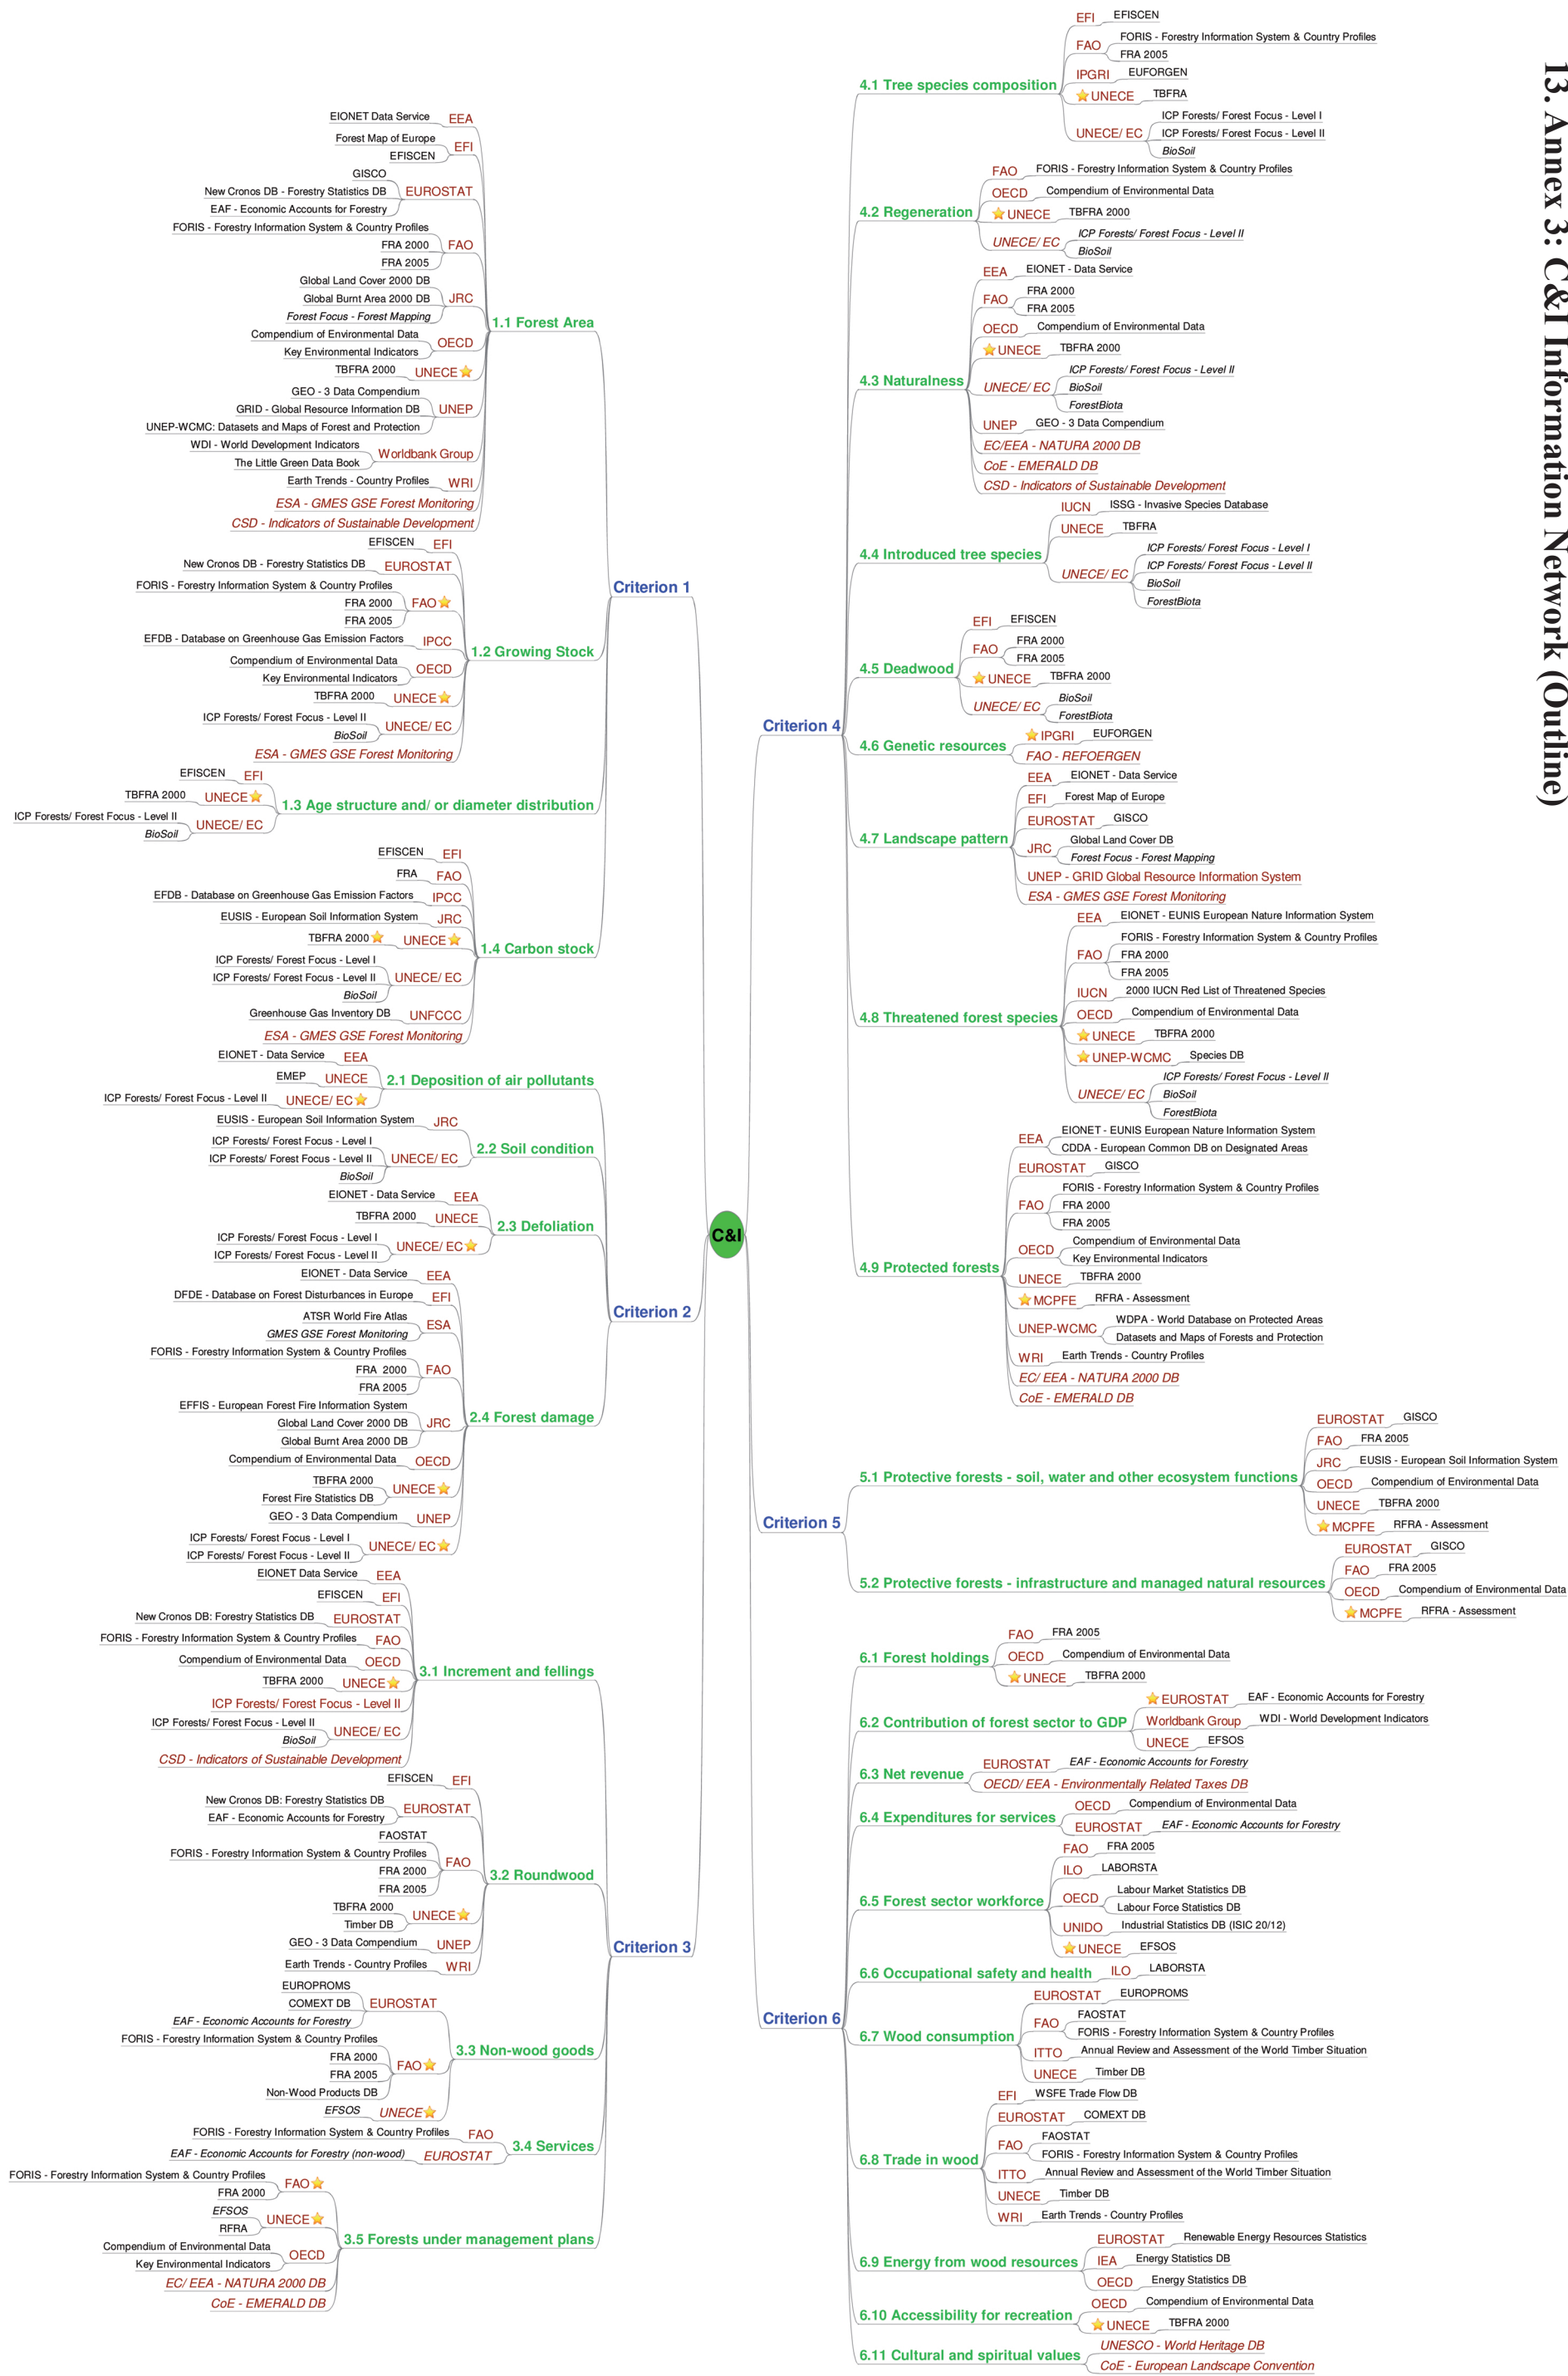 13. Annex 3: C&I Information Network (Outline)
C&I
Criterion 1
1.1 Forest Area
EEA
EIONET Data Service
EFI
Forest Map of Europe
EFISCEN
EUROSTAT
GISCO
New Cronos DB - Forestry Statistics DB
EAF - Economic Accounts for Forestry
FAO
FORIS - Forestry Information System & Country Profiles
FRA 2000
FRA 2005
JRC
Global Land Cover 2000 DB
Global Burnt Area 2000 DB
Forest Focus - Forest Mapping
OECD
Compendium of Environmental Data
Key Environmental Indicators
UNECE
TBFRA 2000
UNEP
GEO - 3 Data Compendium
GRID - Global Resource Information DB
UNEP-WCMC: Datasets and Maps of Forest and Protection
Worldbank Group
WDI - World Development Indicators
The Little Green Data Book
WRI
Earth Trends - Country Profiles
ESA - GMES GSE Forest Monitoring
CSD - Indicators of Sustainable Development
1.2 Growing Stock
EFI
EFISCEN
EUROSTAT
New Cronos DB - Forestry Statistics DB
FAO
FORIS - Forestry Information System & Country Profiles
FRA 2000
FRA 2005
IPCC
EFDB - Database on Greenhouse Gas Emission Factors
OECD
Compendium of Environmental Data
Key Environmental Indicators
UNECE
TBFRA 2000
UNECE/ EC
ICP Forests/ Forest Focus - Level II
BioSoil
ESA - GMES GSE Forest Monitoring
1.3 Age structure and/ or diameter distribution
EFI
EFISCEN
UNECE
TBFRA 2000
UNECE/ EC
ICP Forests/ Forest Focus - Level II
BioSoil
1.4 Carbon stock
EFI
EFISCEN
FAO
FRA
IPCC
EFDB - Database on Greenhouse Gas Emission Factors
JRC
EUSIS - European Soil Information System
UNECE
TBFRA 2000
UNECE/ EC
ICP Forests/ Forest Focus - Level I
ICP Forests/ Forest Focus - Level II
BioSoil
UNFCCC
Greenhouse Gas Inventory DB
ESA - GMES GSE Forest Monitoring
Criterion 2
2.1 Deposition of air pollutants
EEA
EIONET - Data Service
UNECE
EMEP
UNECE/ EC
ICP Forests/ Forest Focus - Level II
2.2 Soil condition
JRC
EUSIS - European Soil Information System
UNECE/ EC
ICP Forests/ Forest Focus - Level I
ICP Forests/ Forest Focus - Level II
BioSoil
2.3 Defoliation
EEA
EIONET - Data Service
UNECE
TBFRA 2000
UNECE/ EC
ICP Forests/ Forest Focus - Level I
ICP Forests/ Forest Focus - Level II
2.4 Forest damage
EEA
EIONET - Data Service
EFI
DFDE - Database on Forest Disturbances in Europe
ESA
ATSR World Fire Atlas
GMES GSE Forest Monitoring
FAO
FORIS - Forestry Information System & Country Profiles
FRA 2000
FRA 2005
JRC
EFFIS - European Forest Fire Information System
Global Land Cover 2000 DB
Global Burnt Area 2000 DB
OECD
Compendium of Environmental Data
UNECE
TBFRA 2000
Forest Fire Statistics DB
UNEP
GEO - 3 Data Compendium
UNECE/ EC
ICP Forests/ Forest Focus - Level I
ICP Forests/ Forest Focus - Level II
Criterion 3
3.1 Increment and fellings
EEA
EIONET Data Service
EFI
EFISCEN
EUROSTAT
New Cronos DB: Forestry Statistics DB
FAO
FORIS - Forestry Information System & Country Profiles
OECD
Compendium of Environmental Data
UNECE
TBFRA 2000
ICP Forests/ Forest Focus - Level II
UNECE/ EC
ICP Forests/ Forest Focus - Level II
BioSoil
CSD - Indicators of Sustainable Development
3.2 Roundwood
EFI
EFISCEN
EUROSTAT
New Cronos DB: Forestry Statistics DB
EAF - Economic Accounts for Forestry
FAO
FAOSTAT
FORIS - Forestry Information System & Country Profiles
FRA 2000
FRA 2005
UNECE
TBFRA 2000
Timber DB
UNEP
GEO - 3 Data Compendium
WRI
Earth Trends - Country Profiles
3.3 Non-wood goods
EUROSTAT
EUROPROMS
COMEXT DB
EAF - Economic Accounts for Forestry
FAO
FORIS - Forestry Information System & Country Profiles
FRA 2000
FRA 2005
Non-Wood Products DB
UNECE
EFSOS
3.4 Services
FAO
FORIS - Forestry Information System & Country Profiles
EUROSTAT
EAF - Economic Accounts for Forestry (non-wood)
3.5 Forests under management plans
FAO
FORIS - Forestry Information System & Country Profiles
FRA 2000
UNECE
EFSOS
RFRA
OECD
Compendium of Environmental Data
Key Environmental Indicators
EC/ EEA - NATURA 2000 DB
CoE - EMERALD DB
Criterion 4
4.1 Tree species composition
EFI
EFISCEN
FAO
FORIS - Forestry Information System & Country Profiles
FRA 2005
IPGRI
EUFORGEN
UNECE
TBFRA
UNECE/ EC
ICP Forests/ Forest Focus - Level I
ICP Forests/ Forest Focus - Level II
BioSoil
4.2 Regeneration
FAO
FORIS - Forestry Information System & Country Profiles
OECD
Compendium of Environmental Data
UNECE
TBFRA 2000
UNECE/ EC
ICP Forests/ Forest Focus - Level II
BioSoil
4.3 Naturalness
EEA
EIONET - Data Service
FAO
FRA 2000
FRA 2005
OECD
Compendium of Environmental Data
UNECE
TBFRA 2000
UNECE/ EC
ICP Forests/ Forest Focus - Level II
BioSoil
ForestBiota
UNEP
GEO - 3 Data Compendium
EC/EEA - NATURA 2000 DB
CoE - EMERALD DB
CSD - Indicators of Sustainable Development
4.4 Introduced tree species
IUCN
ISSG - Invasive Species Database
UNECE
TBFRA
UNECE/ EC
ICP Forests/ Forest Focus - Level I
ICP Forests/ Forest Focus - Level II
BioSoil
ForestBiota
4.5 Deadwood
EFI
EFISCEN
FAO
FRA 2000
FRA 2005
UNECE
TBFRA 2000
UNECE/ EC
BioSoil
ForestBiota
4.6 Genetic resources
IPGRI
EUFORGEN
FAO - REFOERGEN
4.7 Landscape pattern
EEA
EIONET - Data Service
EFI
Forest Map of Europe
EUROSTAT
GISCO
JRC
Global Land Cover DB
Forest Focus - Forest Mapping
UNEP - GRID Global Resource Information System
ESA - GMES GSE Forest Monitoring
4.8 Threatened forest species
EEA
EIONET - EUNIS European Nature Information System
FAO
FORIS - Forestry Information System & Country Profiles
FRA 2000
FRA 2005
IUCN
2000 IUCN Red List of Threatened Species
OECD
Compendium of Environmental Data
UNECE
TBFRA 2000
UNEP-WCMC
Species DB
UNECE/ EC
ICP Forests/ Forest Focus - Level II
BioSoil
ForestBiota
4.9 Protected forests
EEA
EIONET - EUNIS European Nature Information System
CDDA - European Common DB on Designated Areas
EUROSTAT
GISCO
FAO
FORIS - Forestry Information System & Country Profiles
FRA 2000
FRA 2005
OECD
Compendium of Environmental Data
Key Environmental Indicators
UNECE
TBFRA 2000
MCPFE
RFRA - Assessment
UNEP-WCMC
WDPA - World Database on Protected Areas
Datasets and Maps of Forests and Protection
WRI
Earth Trends - Country Profiles
EC/ EEA - NATURA 2000 DB
CoE - EMERALD DB
Criterion 5
5.1 Protective forests - soil, water and other ecosystem functions
EUROSTAT
GISCO
FAO
FRA 2005
JRC
EUSIS - European Soil Information System
OECD
Compendium of Environmental Data
UNECE
TBFRA 2000
MCPFE
RFRA - Assessment
5.2 Protective forests - infrastructure and managed natural resources
EUROSTAT
GISCO
FAO
FRA 2005
OECD
Compendium of Environmental Data
MCPFE
RFRA - Assessment
Criterion 6
6.1 Forest holdings
FAO
FRA 2005
OECD
Compendium of Environmental Data
UNECE
TBFRA 2000
6.2 Contribution of forest sector to GDP
EUROSTAT
EAF - Economic Accounts for Forestry
Worldbank Group
WDI - World Development Indicators
UNECE
EFSOS
6.3 Net revenue
EUROSTAT
EAF - Economic Accounts for Forestry
OECD/ EEA - Environmentally Related Taxes DB
6.4 Expenditures for services
OECD
Compendium of Environmental Data
EUROSTAT
EAF - Economic Accounts for Forestry
6.5 Forest sector workforce
FAO
FRA 2005
ILO
LABORSTA
OECD
Labour Market Statistics DB
Labour Force Statistics DB
UNIDO
Industrial Statistics DB (ISIC 20/12)
UNECE
EFSOS
6.6 Occupational safety and health
ILO
LABORSTA
6.7 Wood consumption
EUROSTAT
EUROPROMS
FAO
FAOSTAT
FORIS - Forestry Information System & Country Profiles
ITTO
Annual Review and Assessment of the World Timber Situation
UNECE
Timber DB
6.8 Trade in wood
EFI
WSFE Trade Flow DB
EUROSTAT
COMEXT DB
FAO
FAOSTAT
FORIS - Forestry Information System & Country Profiles
ITTO
Annual Review and Assessment of the World Timber Situation
UNECE
Timber DB
WRI
Earth Trends - Country Profiles
6.9 Energy from wood resources
EUROSTAT
Renewable Energy Resources Statistics
IEA
Energy Statistics DB
OECD
Energy Statistics DB
6.10 Accessibility for recreation
OECD
Compendium of Environmental Data
UNECE
TBFRA 2000
6.11 Cultural and spiritual values
UNESCO - World Heritage DB
CoE - European Landscape Convention